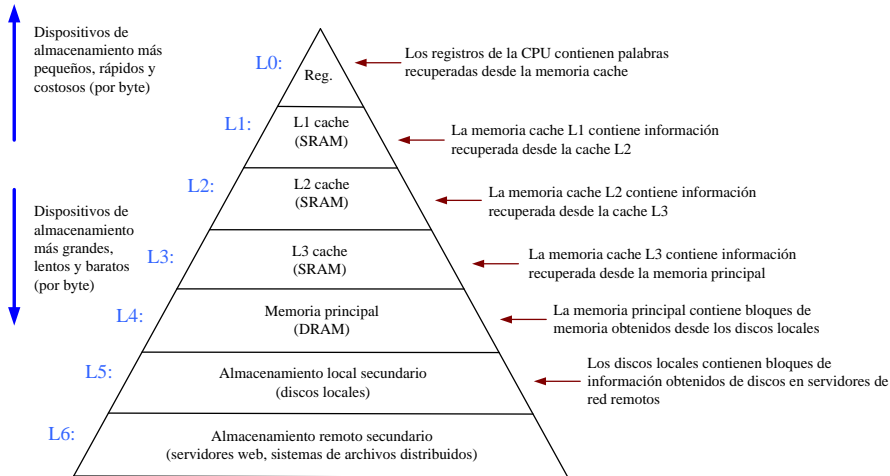 Dispositivos de
almacenamiento más
pequeños, rápidos y
costosos (por byte)
L0:
Reg.
Los registros de la CPU contienen palabras
recuperadas desde la memoria cache
L1:
L1 cache
(SRAM)
La memoria cache L1 contiene información
recuperada desde la cache L2
L2:
L2 cache
(SRAM)
La memoria cache L2 contiene información
recuperada desde la cache L3
Dispositivos de
almacenamiento
más grandes,
lentos y baratos
(por byte)
L3:
L3 cache
(SRAM)
La memoria cache L3 contiene información
recuperada desde la memoria principal
L4:
Memoria principal
(DRAM)
La memoria principal contiene bloques de
memoria obtenidos desde los discos locales
L5:
Almacenamiento local secundario
(discos locales)
Los discos locales contienen bloques de
información obtenidos de discos en servidores de
red remotos
L6:
Almacenamiento remoto secundario
(servidores web, sistemas de archivos distribuidos)